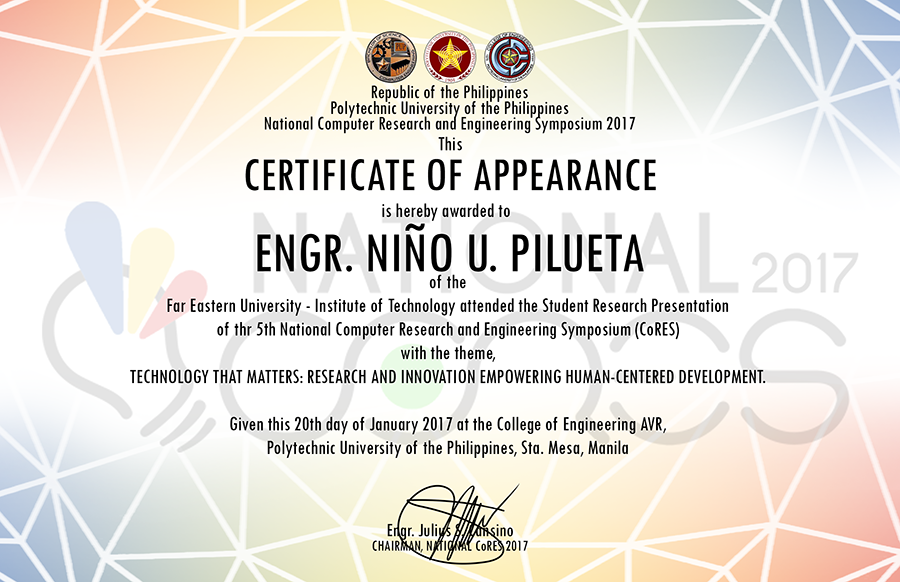 Republic of the Philippines
Polytechnic University of the Philippines
National Computer Research and Engineering Symposium 2017
This
CERTIFICATE OF APPEARANCE
is hereby awarded to
ENGR. NIÑO U. PILUETA
of the
Far Eastern University - Institute of Technology attended the Student Research Presentation
of thr 5th National Computer Research and Engineering Symposium (CoRES)
with the theme,
TECHNOLOGY THAT MATTERS: RESEARCH AND INNOVATION EMPOWERING HUMAN-CENTERED DEVELOPMENT.
Given this 20th day of January 2017 at the College of Engineering AVR,
Polytechnic University of the Philippines, Sta. Mesa, Manila
Engr. Julius S.
CHAIRMAN, NATIONAL CoRES 2017
NATIONAL 2017